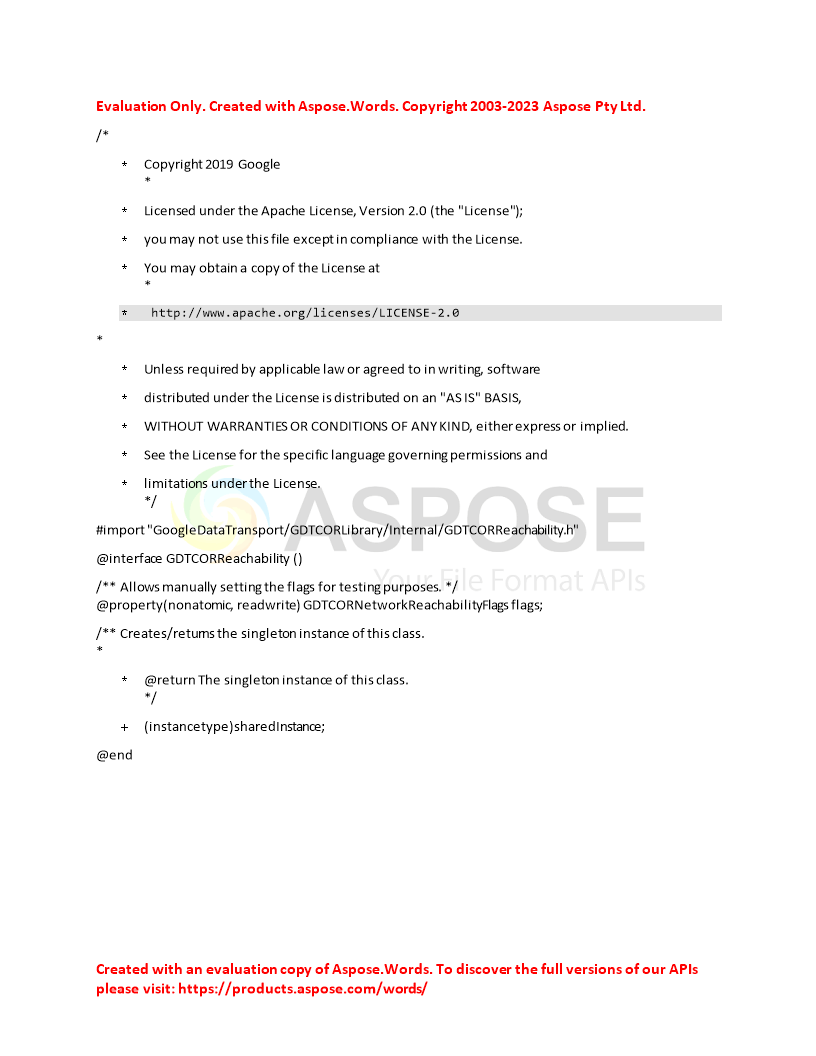 Evaluation Only. Created with Aspose.Words. Copyright 2003-2023 Aspose Pty Ltd.
/*
* Copyright 2019 Google
*
* Licensed under the Apache License, Version 2.0 (the "License");
* you may not use this file except in compliance with the License.
* You may obtain a copy of the License at
*
* http://www.apache.org/licenses/LICENSE-2.0
*
* Unless required by applicable law or agreed to in writing, software
* distributed under the License is distributed on an "AS IS" BASIS,
* WITHOUT WARRANTIES OR CONDITIONS OF ANY KIND, either express or implied.
* See the License for the specific language governing permissions and
* limitations under the License.
*/
ASPOSE
#import "GoogleDataTransport/GDTCORLibrary/Internal/GDTCORReachability.h"
@interface GDTCORReachability ()
Your File Format APIs
/** Allows manually setting the flags for testing purposes. */
@property(nonatomic, readwrite) GDTCORNetworkReachabilityFlags flags;
/** Creates/returns the singleton instance of this class.
*
* @return The singleton instance of this class.
*/
+ (instancetype)sharedInstance;
@end
Created with an evaluation copy of Aspose.Words. To discover the full versions of our APIs
please visit: https://products.aspose.com/words/